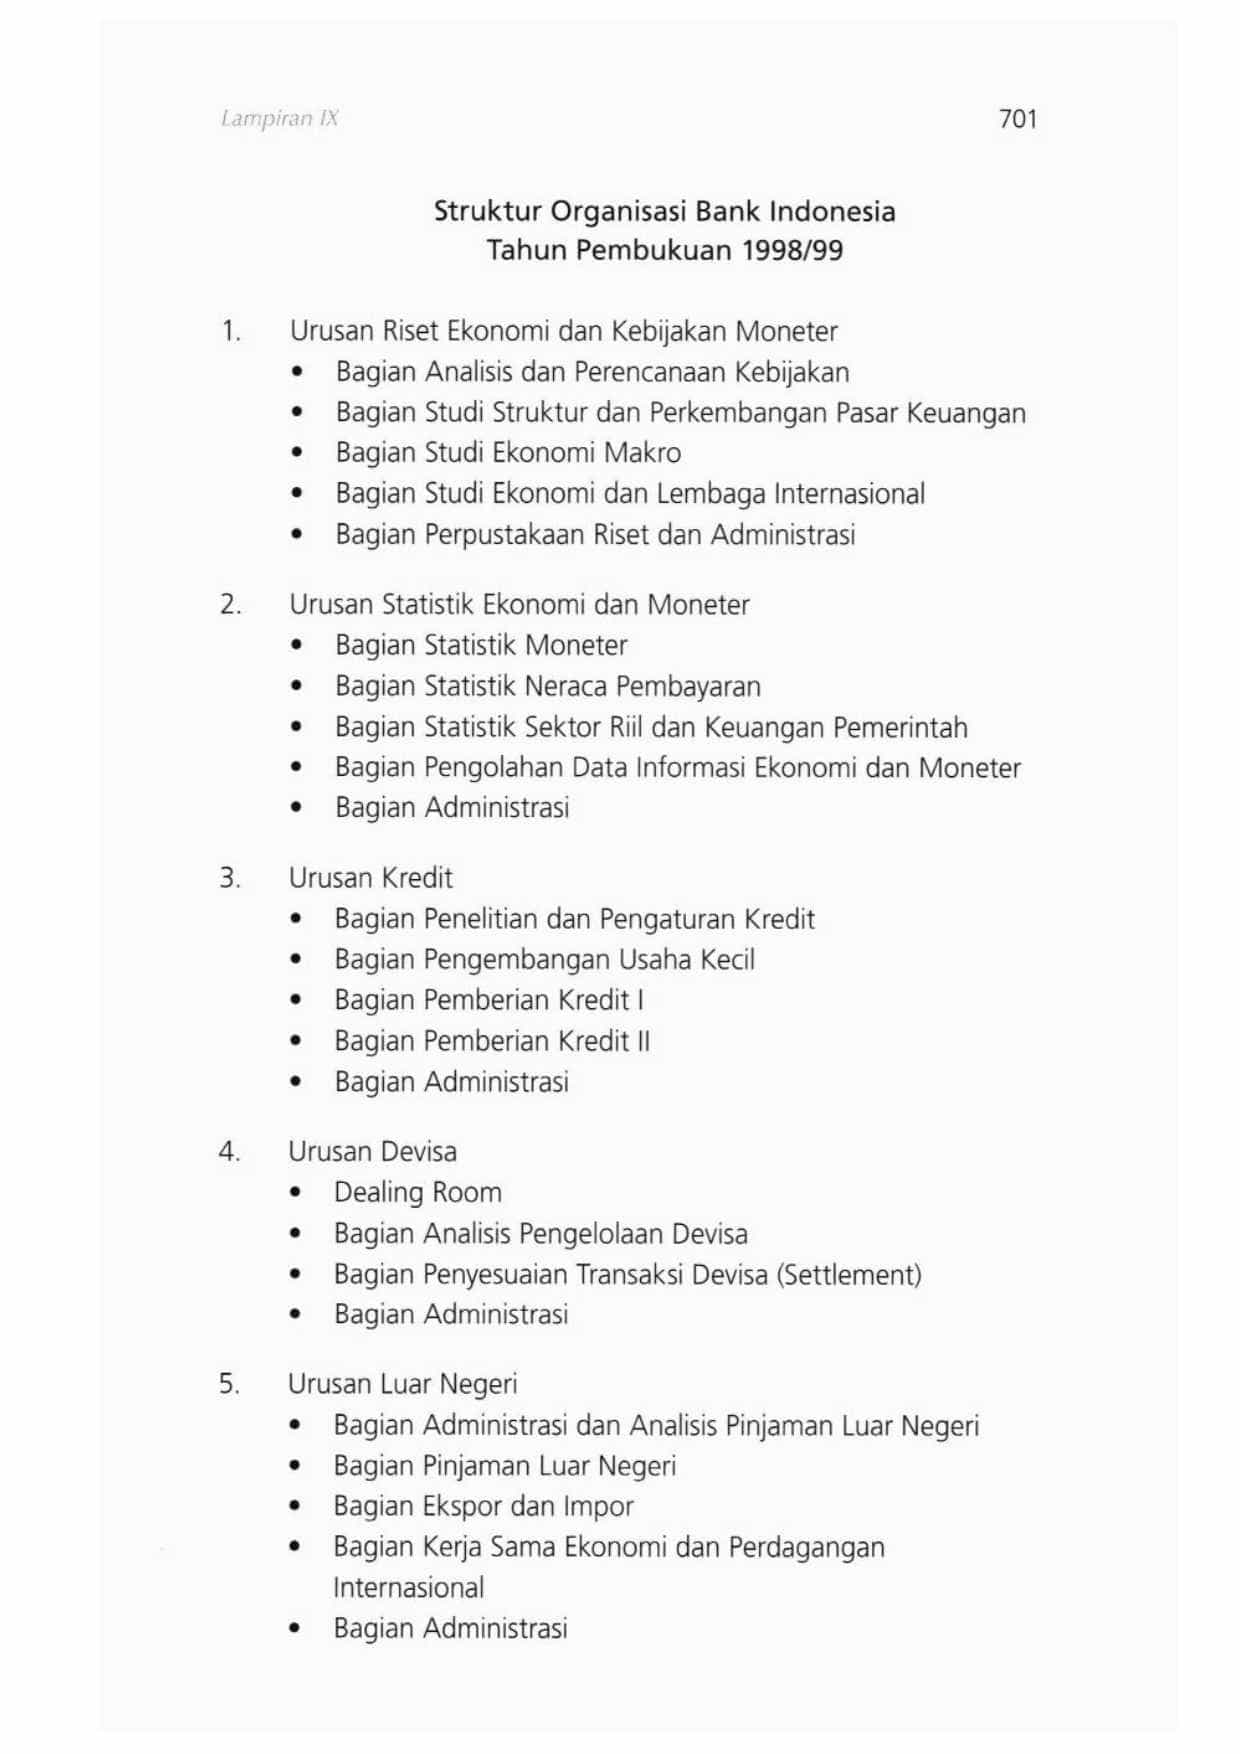 Lampiran IX
701
Struktur Organisasi Bank Indonesia
Tahun Pembukuan 1998/99
1. Urusan Riset Ekonomi dan Kebijakan Moneter
• Bagian Analisis dan Perencanaan Kebijakan
• Bagian Studi Struktur dan Perkembangan Pasar Keuangan
• Bagian Studi Ekonomi Makro
• Bagian Studi Ekonomi dan Lembaga Internasional
• Bagian Perpustakaan Riset dan Administrasi
2. Urusan Statistik Ekonomi dan Moneter
• Bagian Statistik Moneter
• Bagian Statistik Neraca Pembayaran
• Bagian Statistik Sektor Riil dan Keuangan Pemerintah
• Bagian Pengolahan Data Informasi Ekonomi dan Moneter
• Bagian Administrasi
3. Urusan Kredit
• Bagian Penelitian dan Pengaturan Kredit
• Bagian Pengembangan Usaha Kecil
• Bagian Pemberian Kredit I
• Bagian Pemberian Kredit II
• Bagian Administrasi
4. Urusan Devisa
• Dealing Room
• Bagian Analisis Pengelolaan Devisa
• Bagian Penyesuaian Transaksi Devisa (Settlement)
• Bagian Administrasi
5. Urusan Luar Negeri
• Bagian Administrasi dan Analisis Pinjaman Luar Negeri
• Bagian Pinjaman Luar Negeri
• Bagian Ekspor dan Impor
• Bagian Kerja Sama Ekonomi dan Perdagangan
Internasional
• Bagian Administrasi